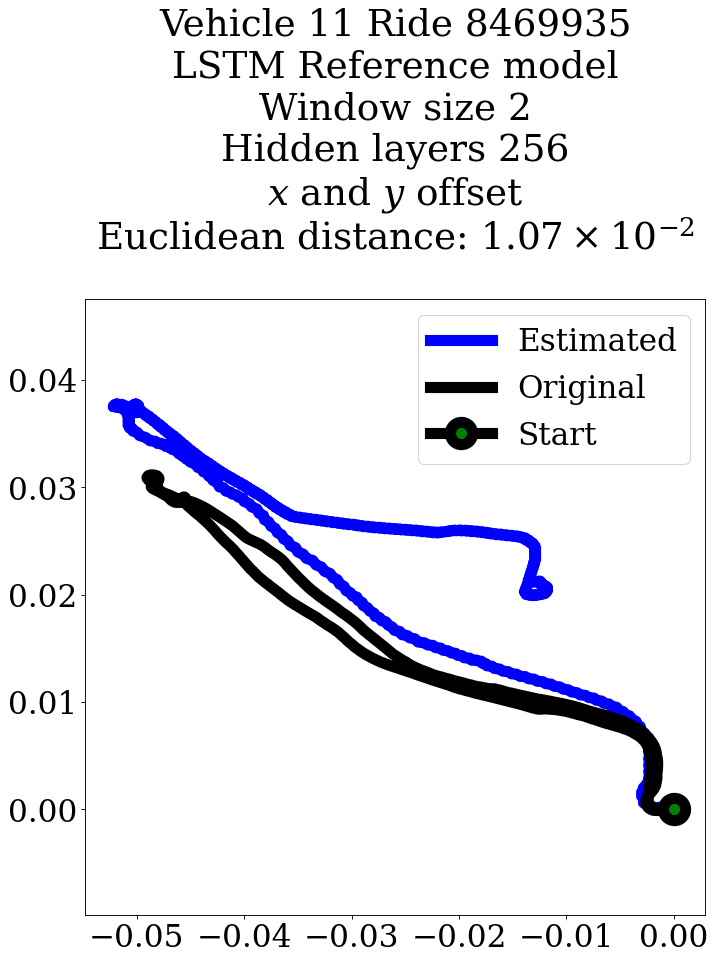 Vehicle 11 Ride 8469935
LSTM Reference model
Window size 2
Hidden layers 256
x and y offset
Euclidean distance: 1.07 × 10⁻²
Estimated
Original
Start
0.04
0.03
0.02
0.01
0.00
−0.05 −0.04 −0.03 −0.02 −0.01 0.00